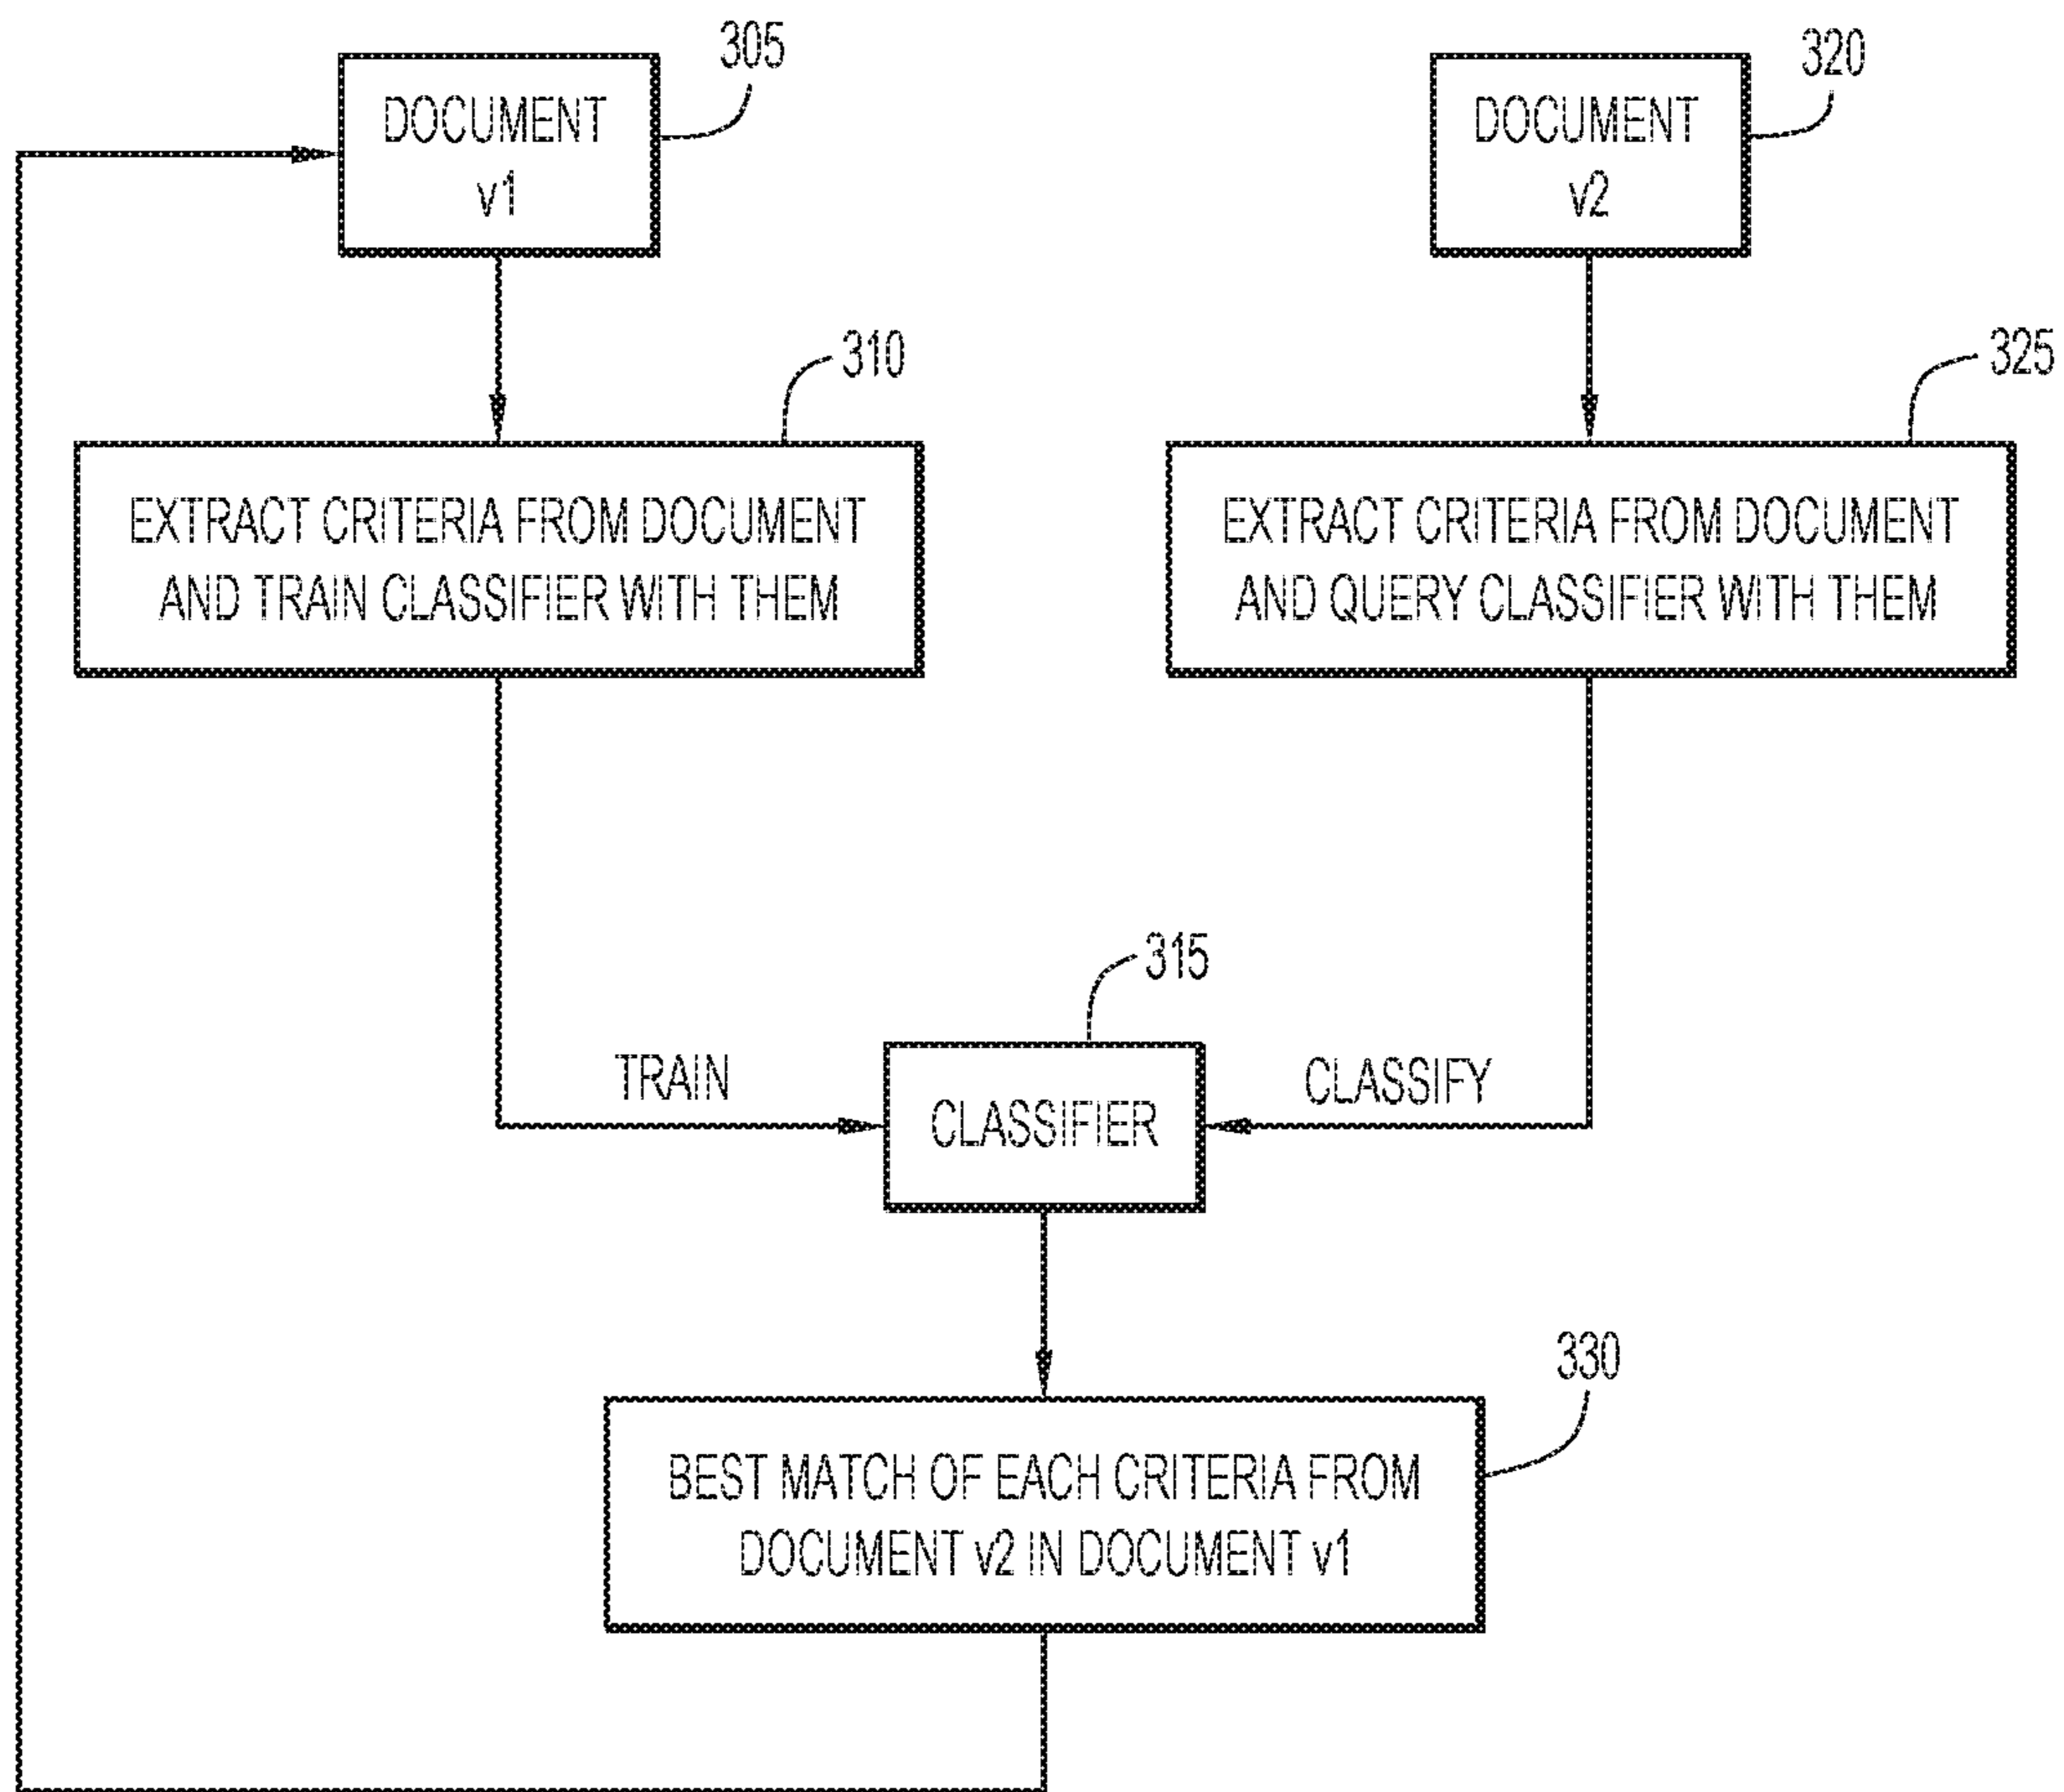 305
DOCUMENT
v1
320
DOCUMENT
v2
310
EXTRACT CRITERIA FROM DOCUMENT
AND TRAIN CLASSIFIER WITH THEM
325
EXTRACT CRITERIA FROM DOCUMENT
AND QUERY CLASSIFIER WITH THEM
315
TRAIN
CLASSIFIER
CLASSIFY
330
BEST MATCH OF EACH CRITERIA FROM
DOCUMENT v2 IN DOCUMENT v1